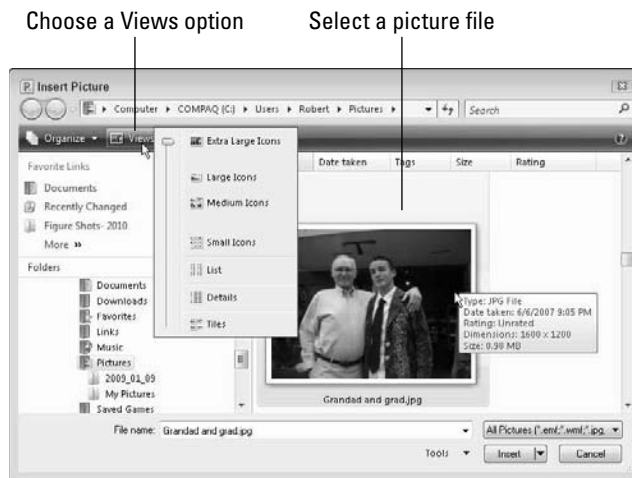 Choose a Views option
Select a picture file
Insert Picture
Computer ▸ COMPAQ (C:) ▸ Users ▸ Robert ▸ Pictures ▸
Search
Organize
Views
Extra Large Icons
Large Icons
Medium Icons
Small Icons
List
Details
Tiles
Date taken
Tags
Size
Rating
Favorite Links
Documents
Recently Changed
Figure Shots- 2010
More »
Folders
Documents
Downloads
Favorites
Links
Music
Pictures
2009_01_09
My Pictures
Saved Games
Type: JPG File
Date taken: 6/6/2007 9:05 PM
Rating: Unrated
Dimensions: 1600 x 1200
Size: 0.98 MB
Grandad and grad.jpg
File name: Grandad and grad.jpg
All Pictures (*.emf;*.wmf;*.jpg,
Tools
Insert
Cancel